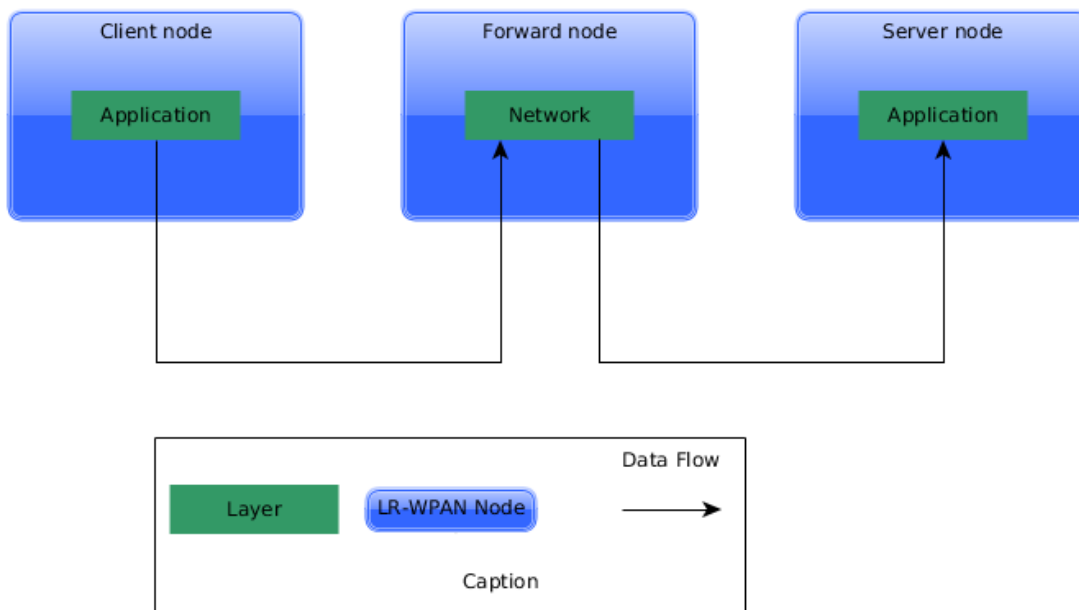 Client node
Forward node
Server node
Application
Network
Application
Data Flow
Layer
LR-WPAN Node
Caption